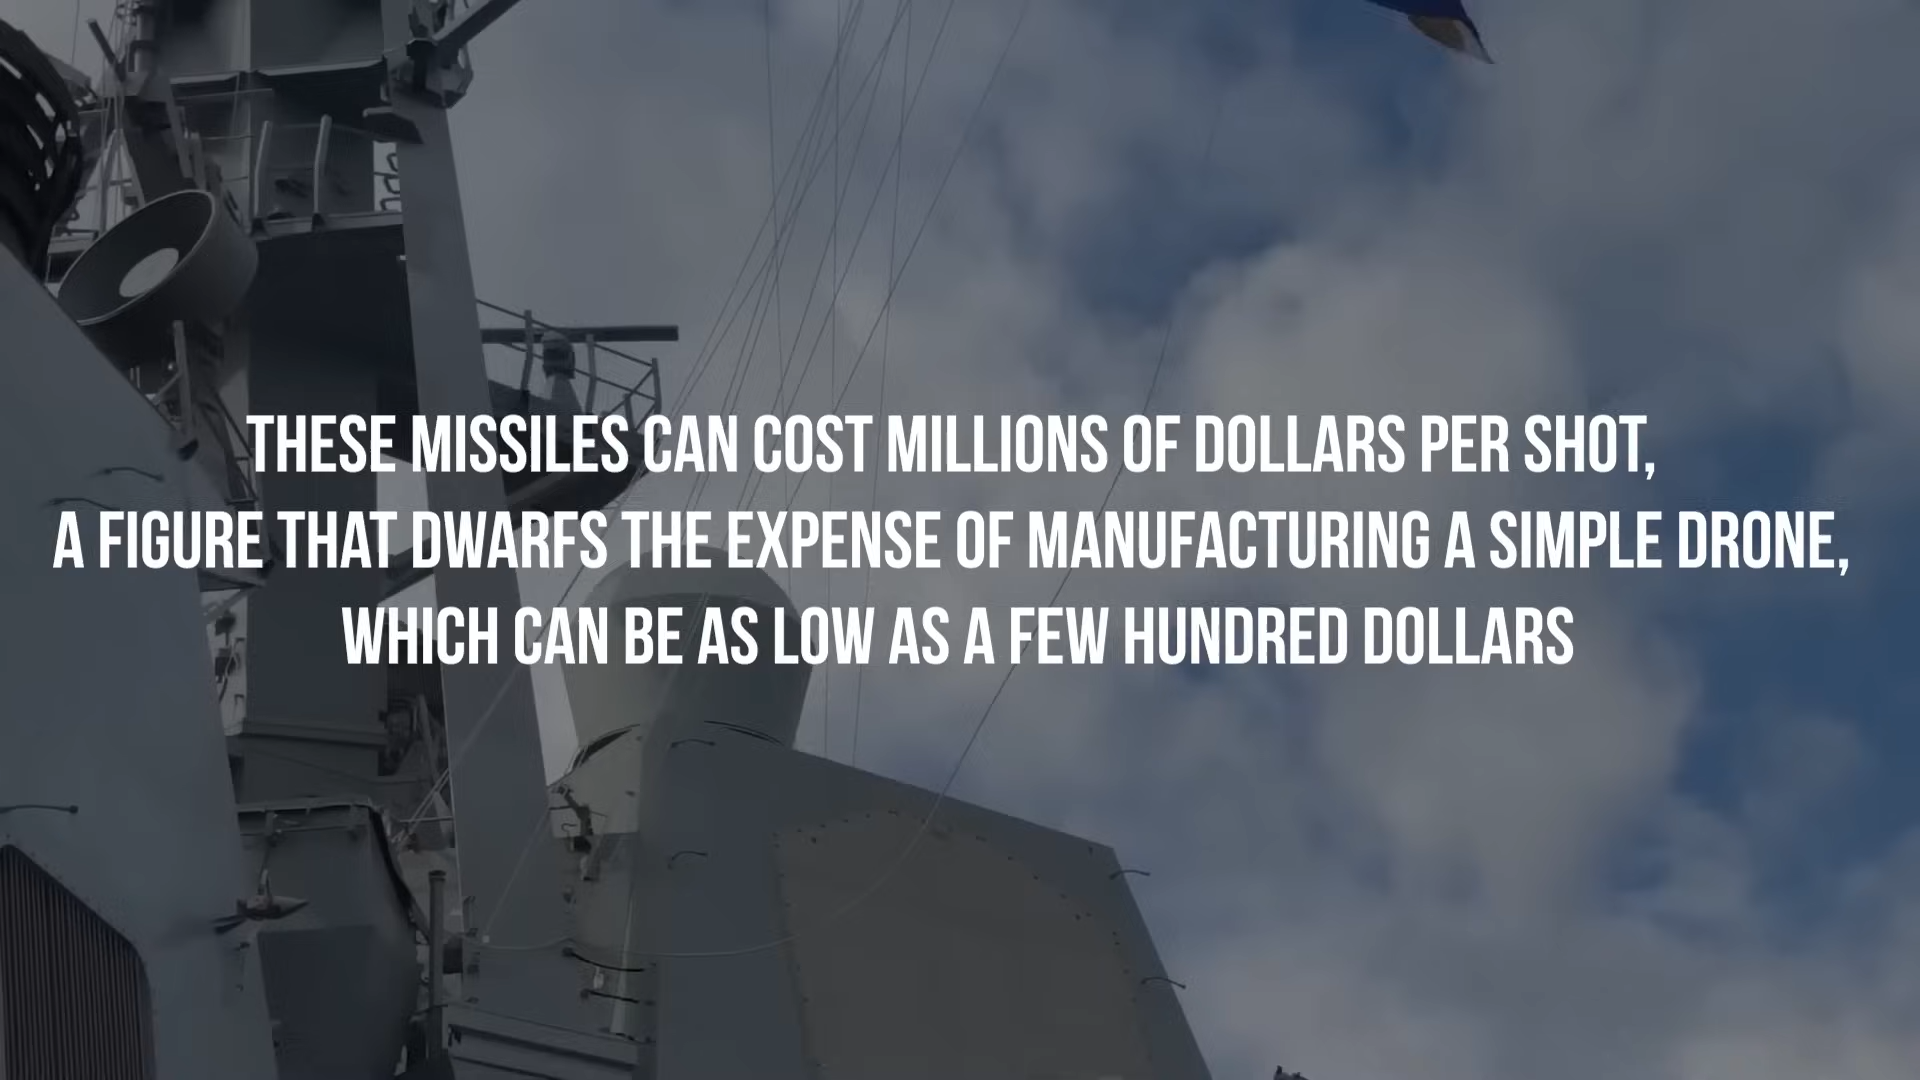 THESE MISSILES CAN COST MILLIONS OF DOLLARS PER SHOT,
A FIGURE THAT DWARFS THE EXPENSE OF MANUFACTURING A SIMPLE DRONE,
WHICH CAN BE AS LOW AS A FEW HUNDRED DOLLARS